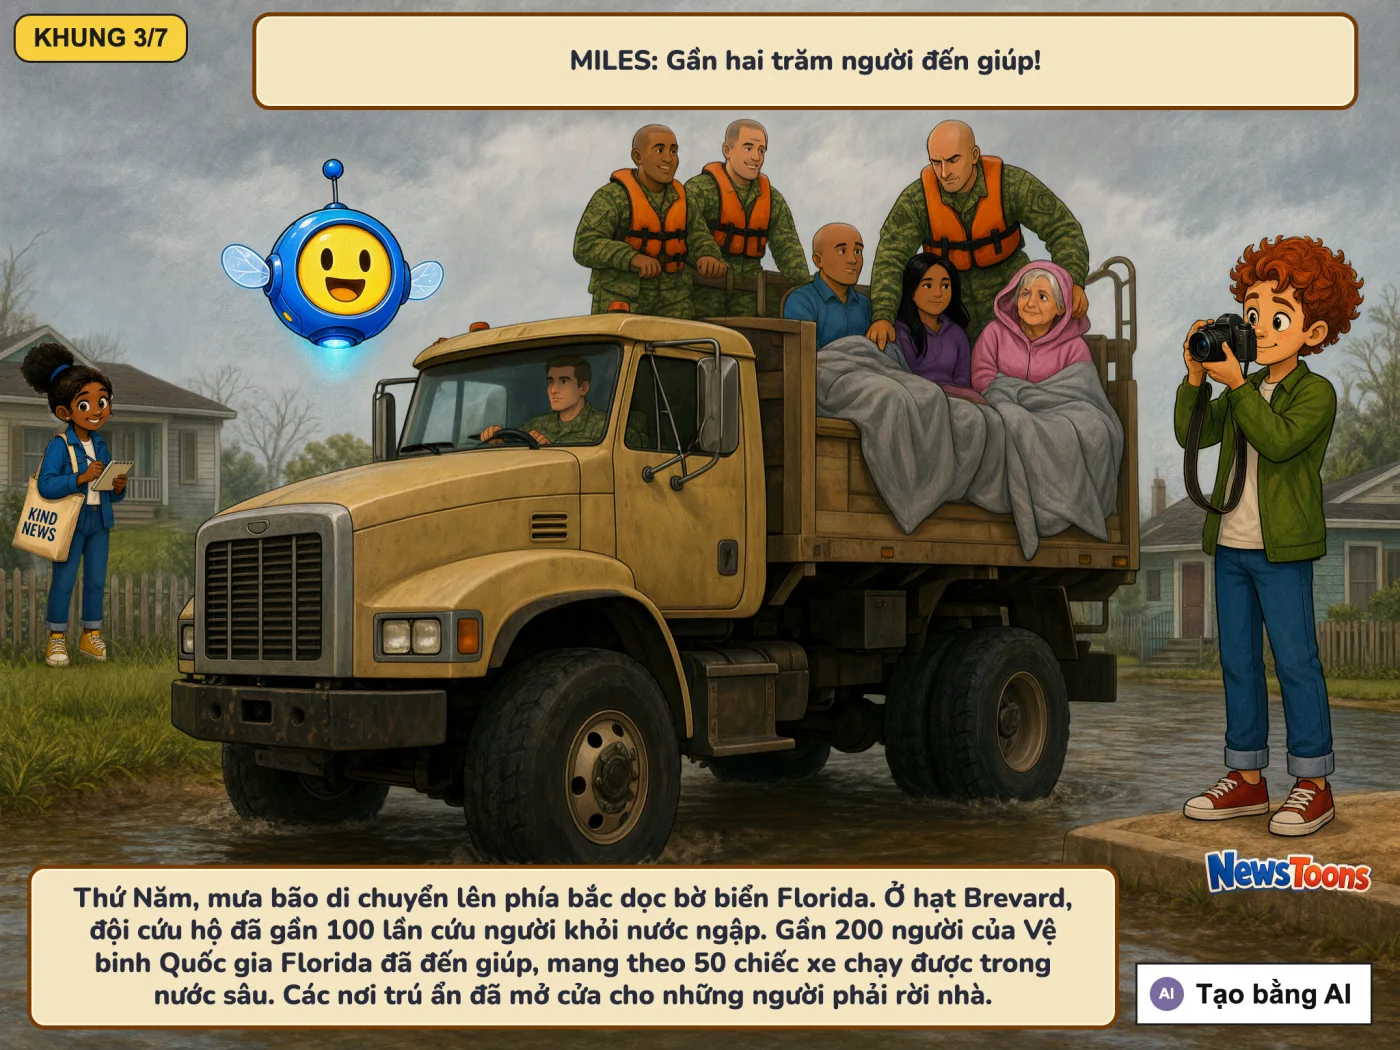 KHUNG 3/7
MILES: Gần hai trăm người đến giúp!
KIND
NEWS
Thứ Năm, mưa bão di chuyển lên phía bắc dọc bờ biển Florida. Ở hạt Brevard,
đội cứu hộ đã gần 100 lần cứu người khỏi nước ngập. Gần 200 người của Vệ
binh Quốc gia Florida đã đến giúp, mang theo 50 chiếc xe chạy được trong
nước sâu. Các nơi trú ẩn đã mở cửa cho những người phải rời nhà.
NewsToons
AI Tạo bằng AI